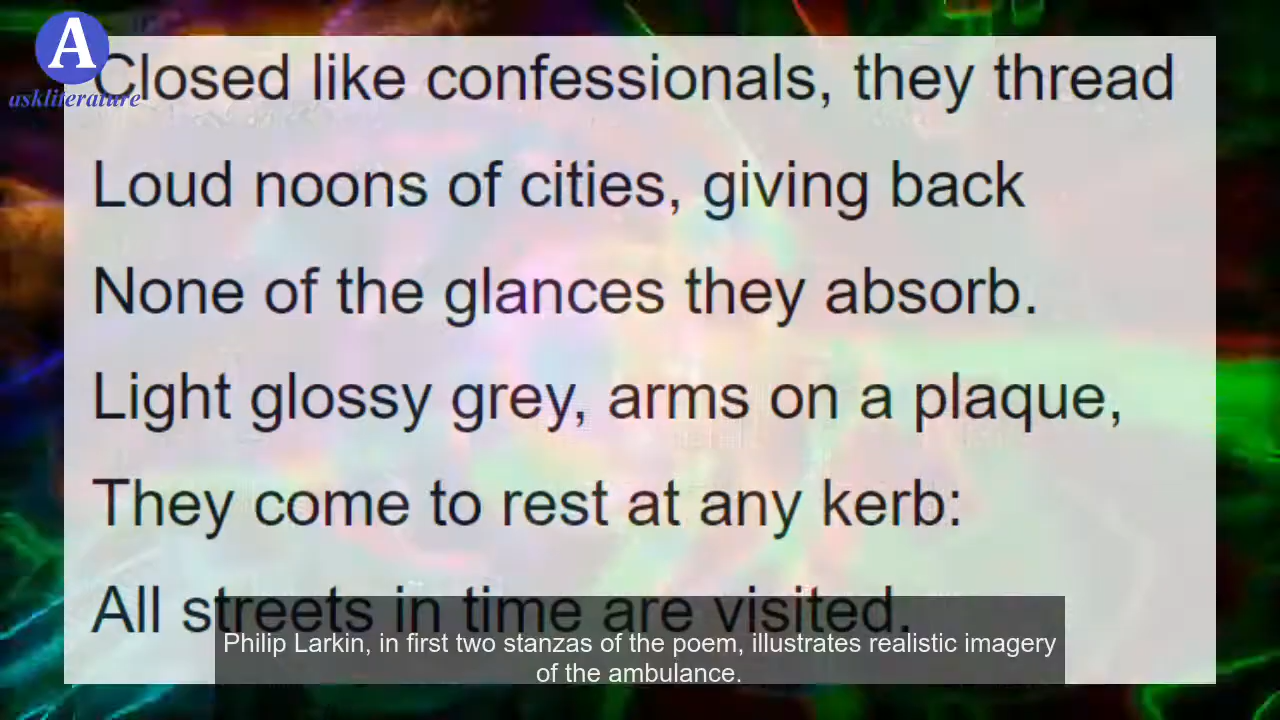 A
askliterature
Closed like confessionals, they thread
Loud noons of cities, giving back
None of the glances they absorb.
Light glossy grey, arms on a plaque,
They come to rest at any kerb:
All streets in time are visited.
Philip Larkin, in first two stanzas of the poem, illustrates realistic imagery
of the ambulance.